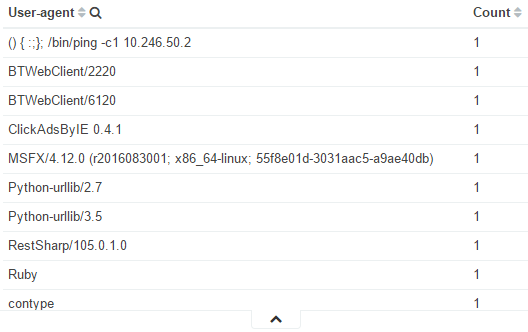 User-agent Count
() { :;}; /bin/ping -c1 10.246.50.2 1
BTWebClient/2220 1
BTWebClient/6120 1
ClickAdsByIE 0.4.1 1
MSFX/4.12.0 (r2016083001; x86_64-linux; 55f8e01d-3031aac5-a9ae40db) 1
Python-urllib/2.7 1
Python-urllib/3.5 1
RestSharp/105.0.1.0 1
Ruby 1
contype 1